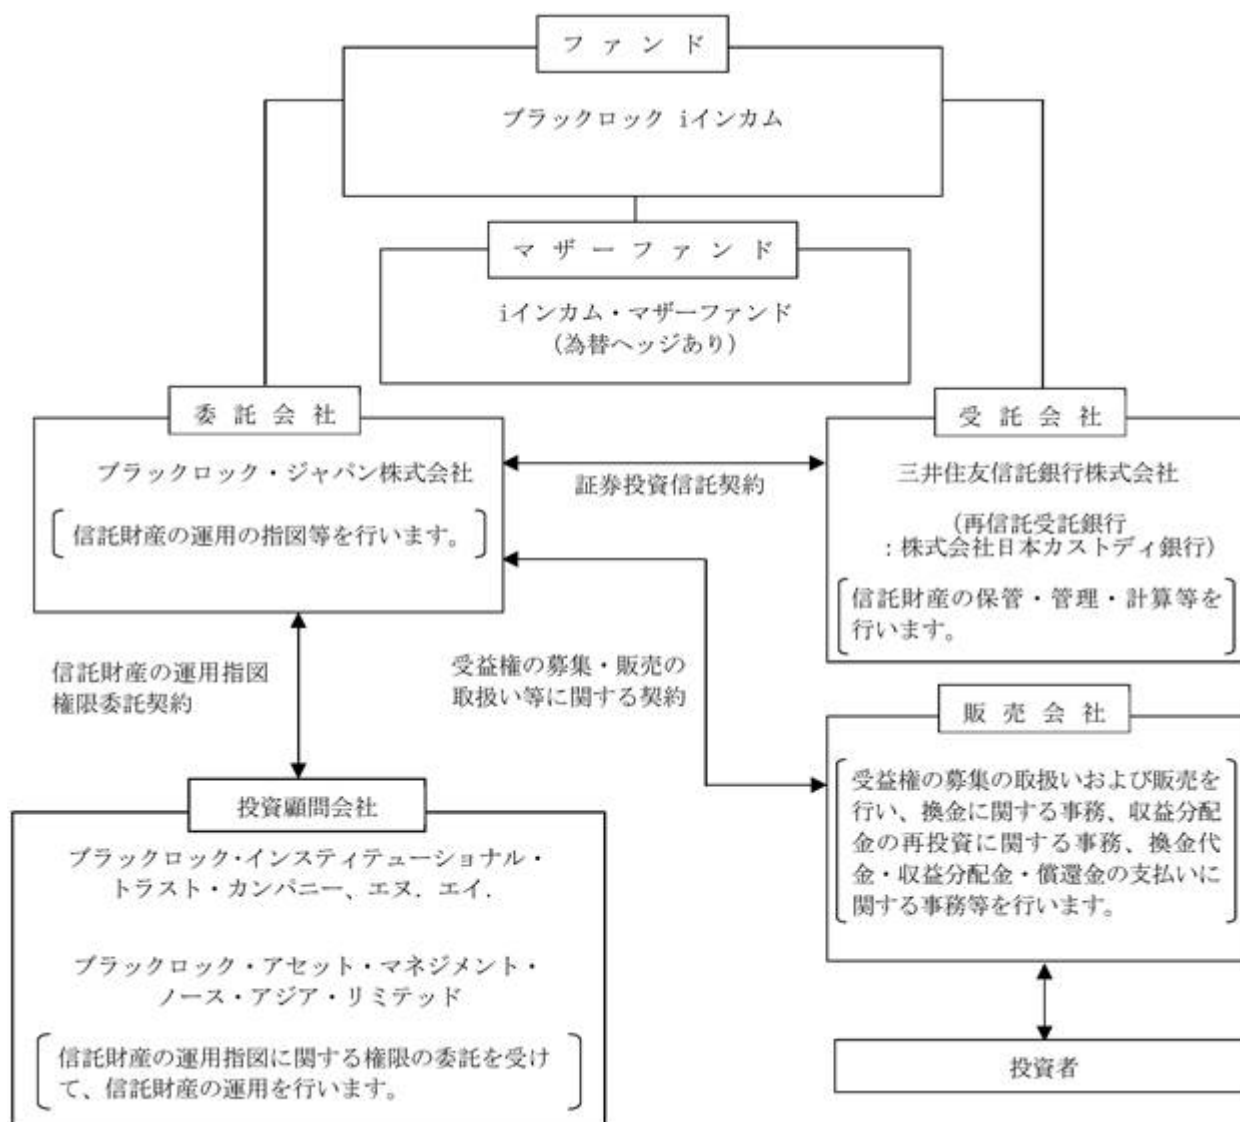 ファンド
ブラックロック iインカム
マザーファンド
iインカム・マザーファンド
（為替ヘッジあり）
委託会社
ブラックロック・ジャパン株式会社
信託財産の運用の指図等を行います。
証券投資信託契約
受託会社
三井住友信託銀行株式会社
（再信託受託銀行
：株式会社日本カストディ銀行）
信託財産の保管・管理・計算等を
行います。
信託財産の運用指図
権限委託契約
受益権の募集・販売の
取扱い等に関する契約
販売会社
受益権の募集の取扱いおよび販売を
行い、換金に関する事務、収益分配
金の再投資に関する事務、換金代
金・収益分配金・償還金の支払いに
関する事務等を行います。
投資顧問会社
ブラックロック・インスティテューショナル・
トラスト・カンパニー、エヌ．エイ．
ブラックロック・アセット・マネジメント・
ノース・アジア・リミテッド
信託財産の運用指図に関する権限の委託を受け
て、信託財産の運用を行います。
投資者